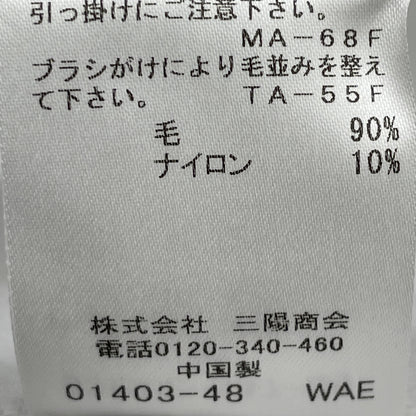 引っ掛けにご注意下さい。
MA-68F
ブラシがけにより毛並みを整え
て下さい。 TA-55F
毛 90%
ナイロン 10%
株式会社 三陽商会
電話0120-340-460
中国製
01403-48 WAE